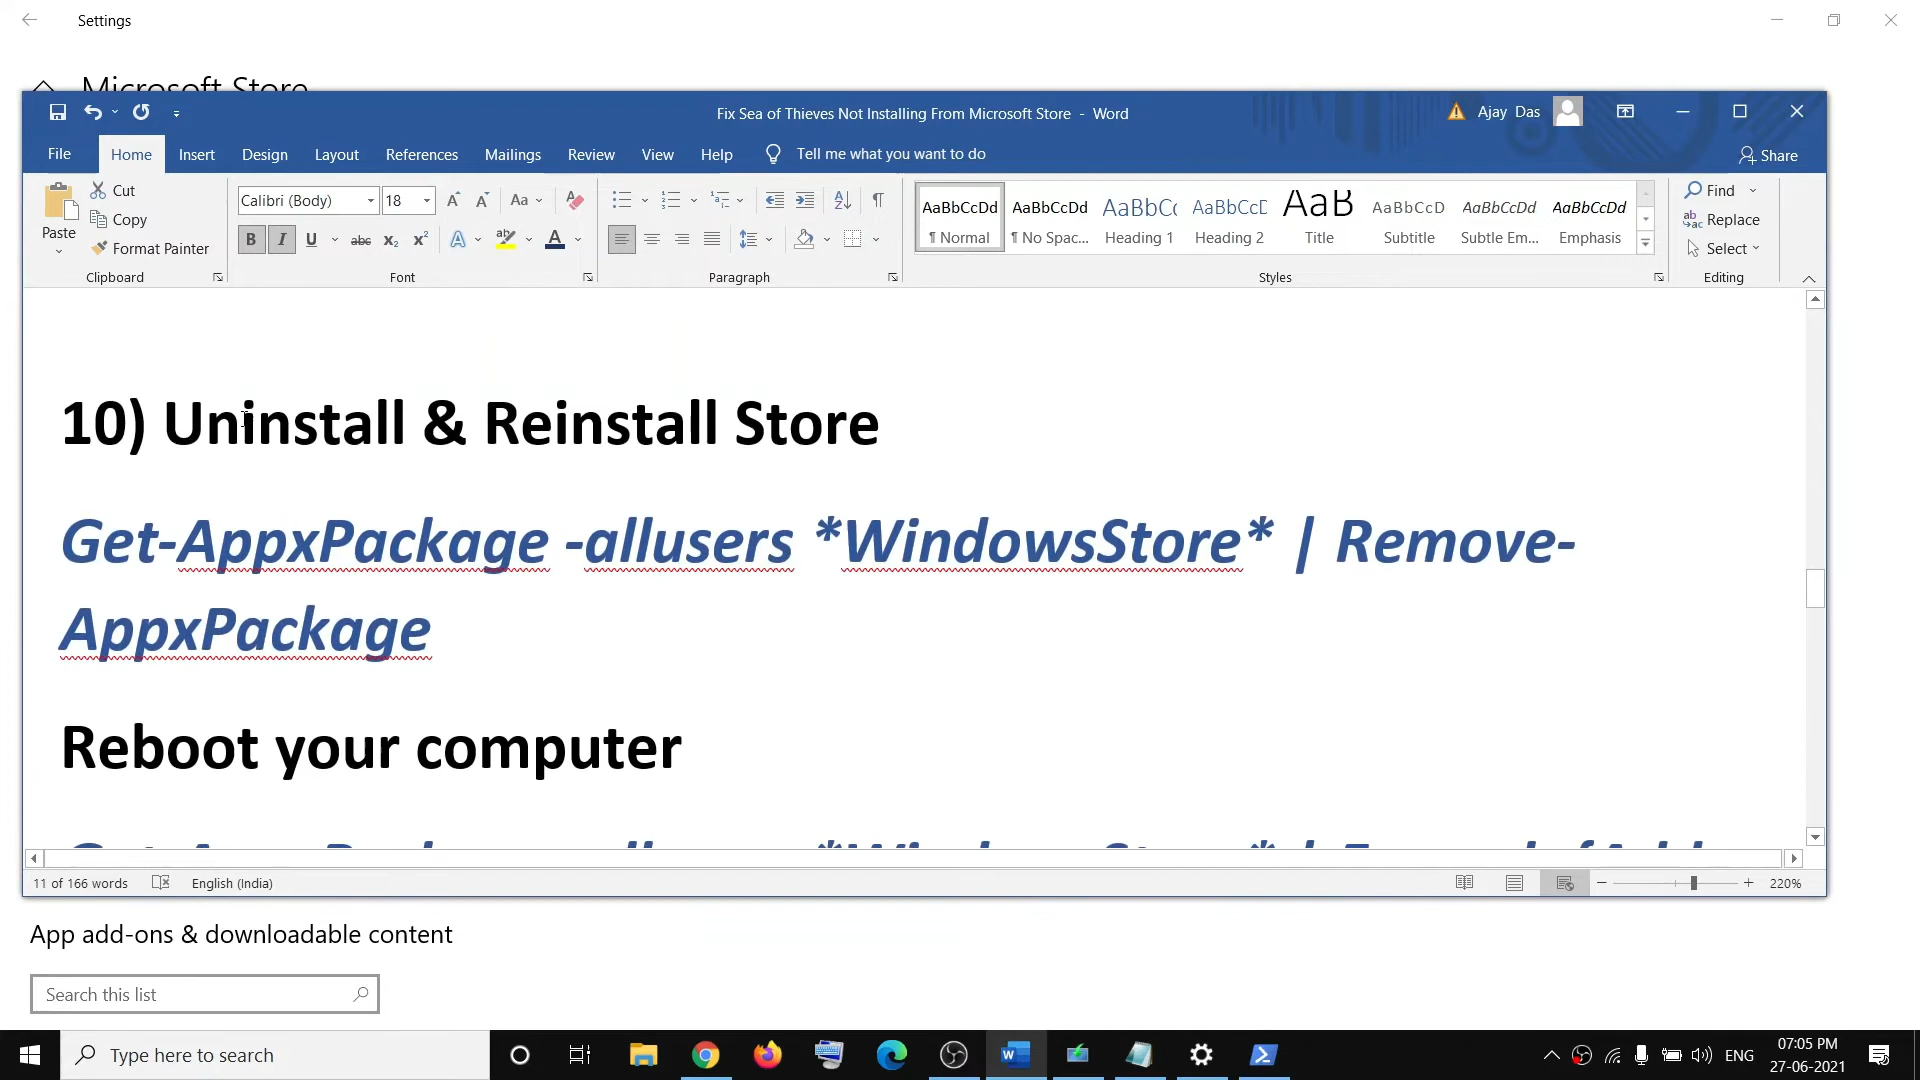 Settings
Microsoft Store
Fix Sea of Thieves Not Installing From Microsoft Store - Word
Ajay Das
File Home Insert Design Layout References Mailings Review View Help Tell me what you want to do Share
Paste
Cut
Copy
Format Painter
Clipboard
Calibri (Body) 18
Font
Paragraph
AaBbCcDd AaBbCcDd AaBbC AaBbCcD AaB AaBbCcD AaBbCcDd AaBbCcDd
¶ Normal ¶ No Spac... Heading 1 Heading 2 Title Subtitle Subtle Em... Emphasis
Styles
Find
Replace
Select
Editing
10) Uninstall & Reinstall Store
Get-AppxPackage -allusers *WindowsStore* | Remove-
AppxPackage
Reboot your computer
11 of 166 words English (India) 220%
App add-ons & downloadable content
Search this list
Type here to search
ENG
07:05 PM
27-06-2021